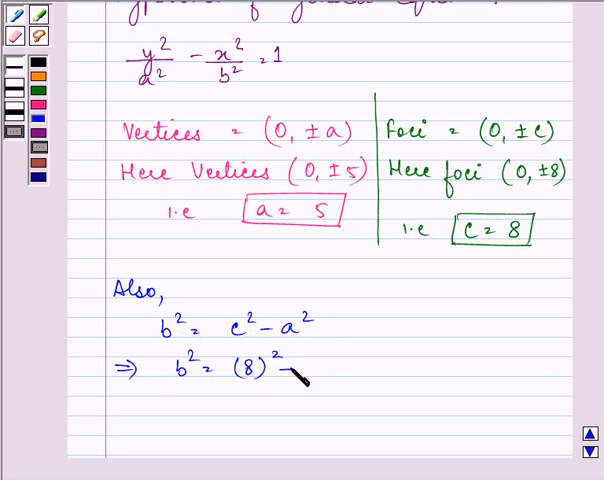 of
y²/a² - x²/b² = 1
Vertices = (0, ±a)
Here Vertices (0, ±5)
i.e a = 5
Foci = (0, ±c)
Here foci (0, ±8)
i.e c = 8
Also,
b² = c² - a²
⇒ b² = (8)² -